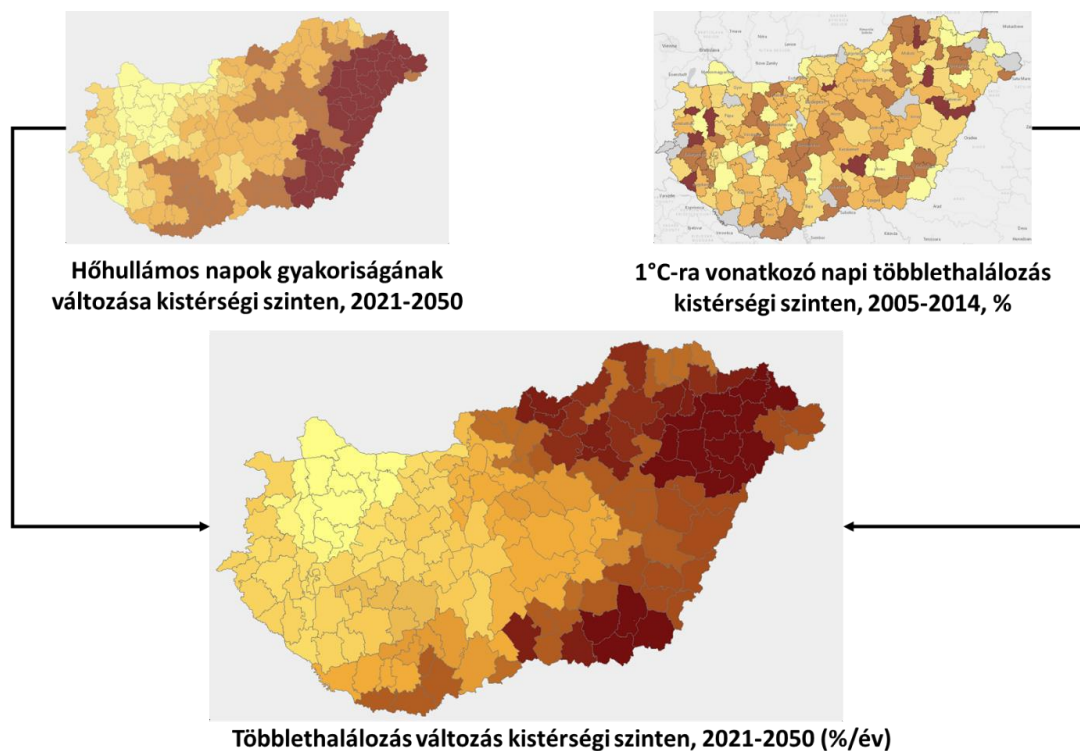 Hőhullámos napok gyakoriságának
változása kistérségi szinten, 2021-2050
1°C-ra vonatkozó napi többlethalálozás
kistérségi szinten, 2005-2014, %
Többlethalálozás változás kistérségi szinten, 2021-2050 (%/év)